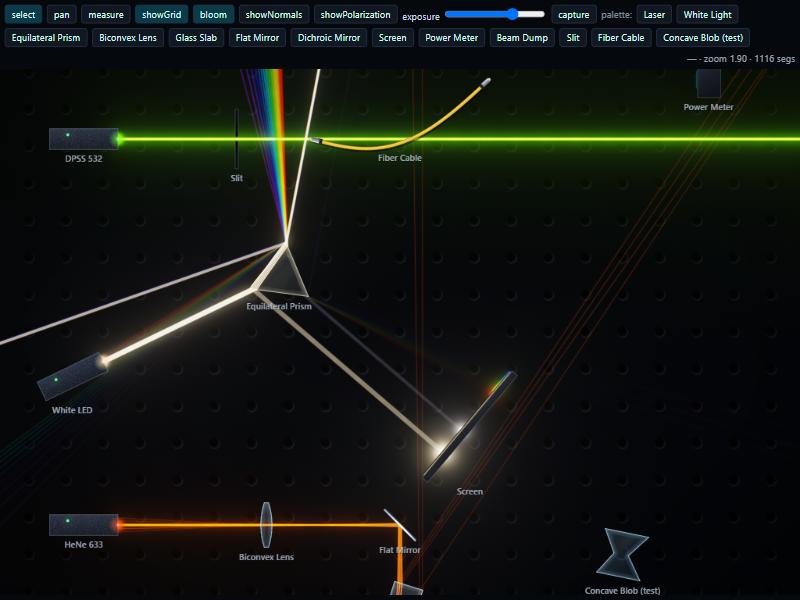 select pan measure showGrid bloom showNormals showPolarization exposure capture palette: Laser White Light
Equilateral Prism Biconvex Lens Glass Slab Flat Mirror Dichroic Mirror Screen Power Meter Beam Dump Slit Fiber Cable Concave Blob (test)
— · zoom 1.90 · 1116 segs
Power Meter
DPSS 532
Fiber Cable
Slit
Equilateral Prism
White LED
Screen
HeNe 633
Flat Mirror
Biconvex Lens
Concave Blob (test)